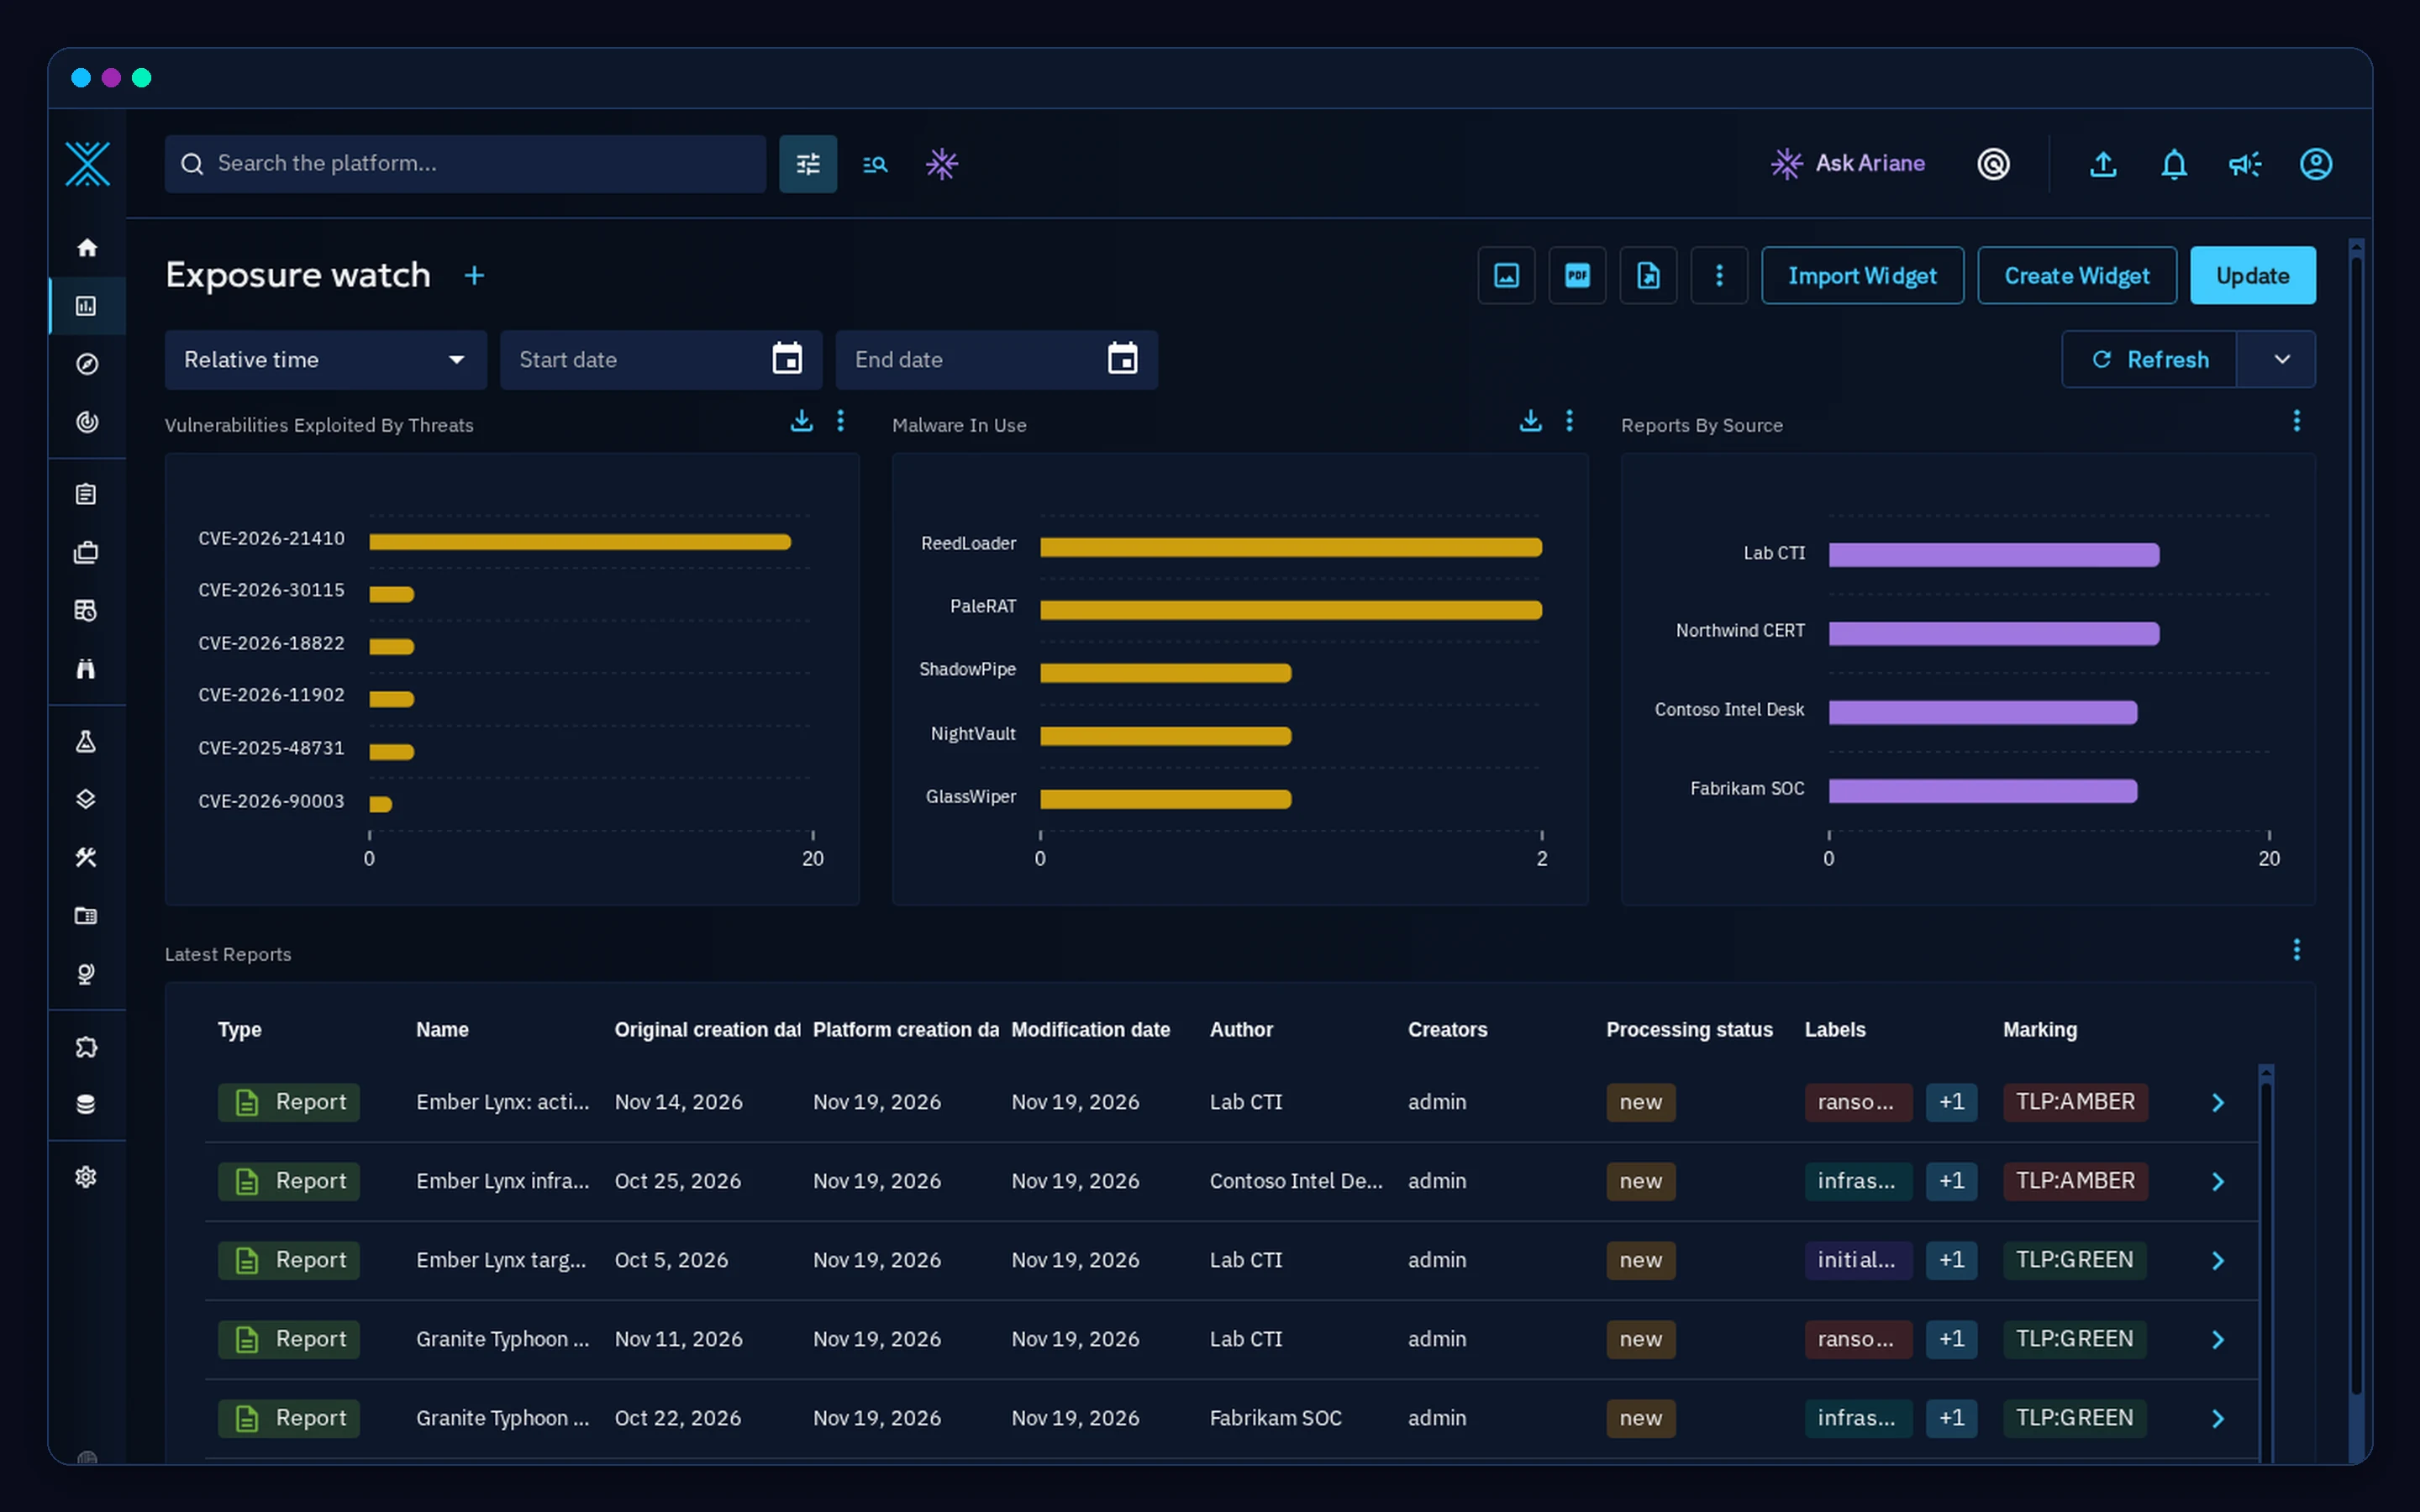 Search the platform...
Ask Ariane
Exposure watch +
PDF
Import Widget
Create Widget
Update
Relative time
Start date
End date
Refresh
Vulnerabilities Exploited By Threats
CVE-2026-21410
CVE-2026-30115
CVE-2026-18822
CVE-2026-11902
CVE-2025-48731
CVE-2026-90003
0 20
Malware In Use
ReedLoader
PaleRAT
ShadowPipe
NightVault
GlassWiper
0 2
Reports By Source
Lab CTI
Northwind CERT
Contoso Intel Desk
Fabrikam SOC
0 20
Latest Reports
Type Name Original creation dat Platform creation da Modification date Author Creators Processing status Labels Marking
Report Ember Lynx: acti... Nov 14, 2026 Nov 19, 2026 Nov 19, 2026 Lab CTI admin new ranso... +1 TLP:AMBER
Report Ember Lynx infra... Oct 25, 2026 Nov 19, 2026 Nov 19, 2026 Contoso Intel De... admin new infras... +1 TLP:AMBER
Report Ember Lynx targ... Oct 5, 2026 Nov 19, 2026 Nov 19, 2026 Lab CTI admin new initial... +1 TLP:GREEN
Report Granite Typhoon ... Nov 11, 2026 Nov 19, 2026 Nov 19, 2026 Lab CTI admin new ranso... +1 TLP:GREEN
Report Granite Typhoon ... Oct 22, 2026 Nov 19, 2026 Nov 19, 2026 Fabrikam SOC admin new infras... +1 TLP:GREEN